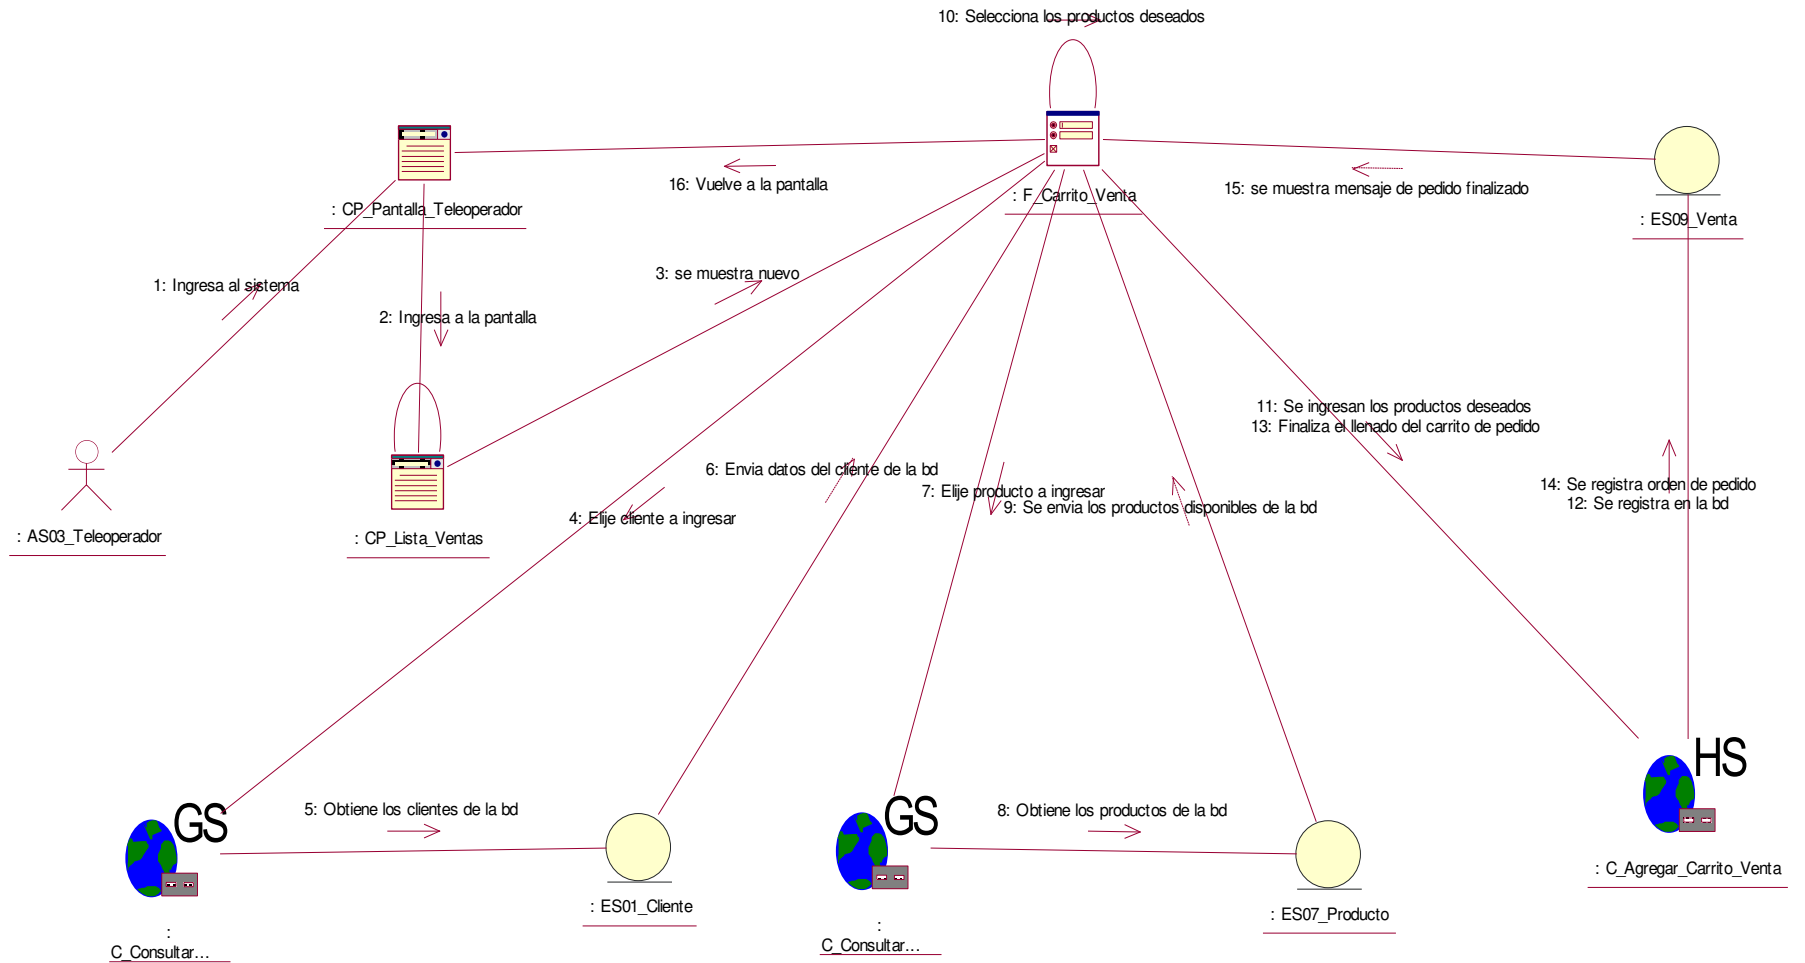 10: Selecciona los productos deseados
16: Vuelve a la pantalla
15: se muestra mensaje de pedido finalizado
: CP_Pantalla_Teleoperador
: F_Carrito_Venta
: ES09_Venta
1: Ingresa al sistema
3: se muestra nuevo
2: Ingresa a la pantalla
11: Se ingresan los productos deseados
13: Finaliza el llenado del carrito de pedido
6: Envia datos del cliente de la bd
7: Elije producto a ingresar
9: Se envia los productos disponibles de la bd
14: Se registra orden de pedido
12: Se registra en la bd
4: Elije cliente a ingresar
: AS03_Teleoperador
: CP_Lista_Ventas
HS
GS
5: Obtiene los clientes de la bd
GS
8: Obtiene los productos de la bd
: C_Agregar_Carrito_Venta
: ES01_Cliente
: ES07_Producto
:
C_Consultar...
:
C_Consultar...